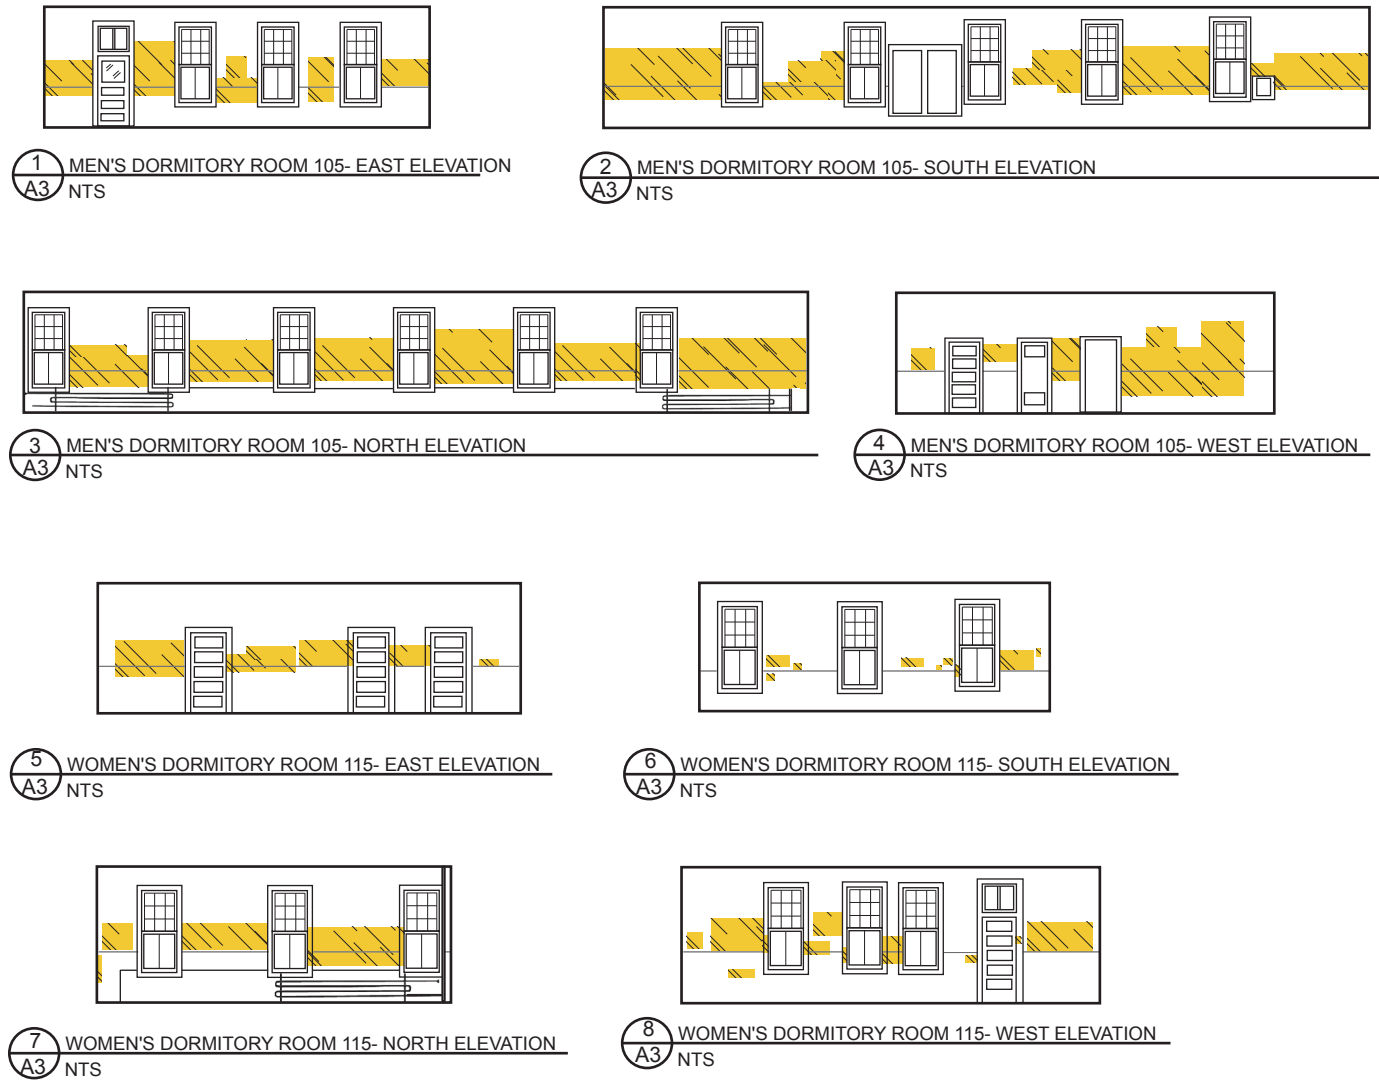 1 MEN'S DORMITORY ROOM 105- EAST ELEVATION
A3 NTS
2 MEN'S DORMITORY ROOM 105- SOUTH ELEVATION
A3 NTS
3 MEN'S DORMITORY ROOM 105- NORTH ELEVATION
A3 NTS
4 MEN'S DORMITORY ROOM 105- WEST ELEVATION
A3 NTS
5 WOMEN'S DORMITORY ROOM 115- EAST ELEVATION
A3 NTS
6 WOMEN'S DORMITORY ROOM 115- SOUTH ELEVATION
A3 NTS
7 WOMEN'S DORMITORY ROOM 115- NORTH ELEVATION
A3 NTS
8 WOMEN'S DORMITORY ROOM 115- WEST ELEVATION
A3 NTS